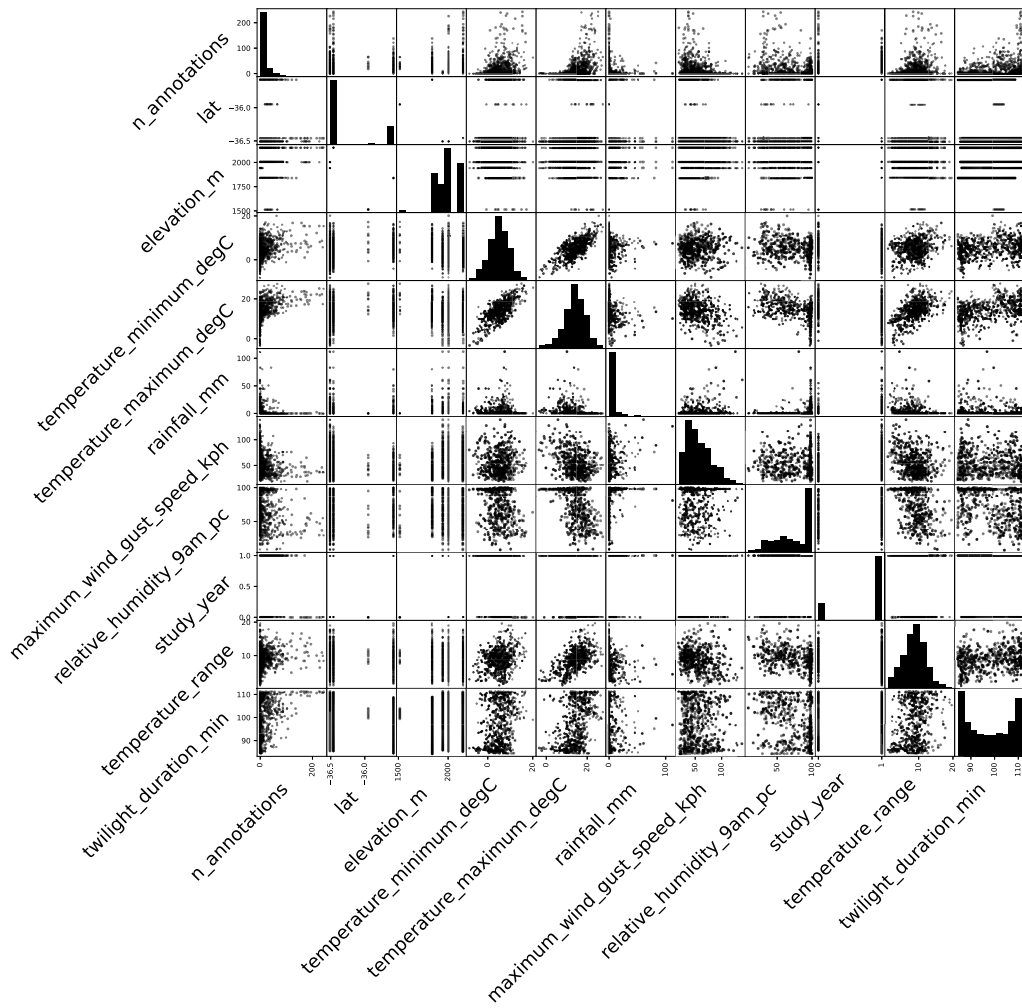 n_annotations
200
100
0
lat
−36.0
−36.5
elevation_m
2000
1750
1500
temperature_minimum_degC
20
0
temperature_maximum_degC
20
0
rainfall_mm
100
50
0
maximum_wind_gust_speed_kph
100
50
relative_humidity_9am_pc
100
50
study_year
1.0
0.5
0.0
temperature_range
20
10
twilight_duration_min
110
100
90
0 200 −36.5 −36.0 1500 2000 0 20 0 20 0 100 50 100 50 100 0 1 10 20 90 100 110
n_annotations
lat
elevation_m
temperature_minimum_degC
temperature_maximum_degC
rainfall_mm
maximum_wind_gust_speed_kph
relative_humidity_9am_pc
study_year
temperature_range
twilight_duration_min